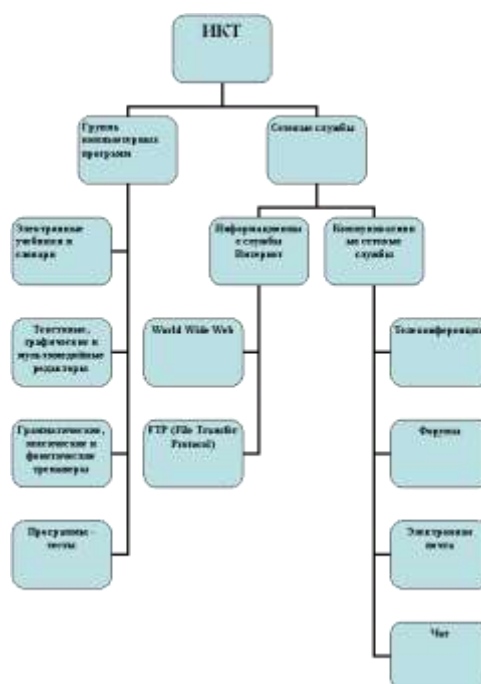 ИКТ
Группа
компьютерных
программ
Сетевые службы
Электронные
учебники и
словари
Информационны
е службы
Интернет
Коммуникативн
ые сетевые
службы
Текстовые,
графические и
мультимедийные
редакторы
World Wide Web
Телеконференции
Грамматические,
лексические и
фонетические
тренажеры
FTP (File Transfer
Protocol)
Форумы
Программы -
тесты
Электронная
почта
Чат